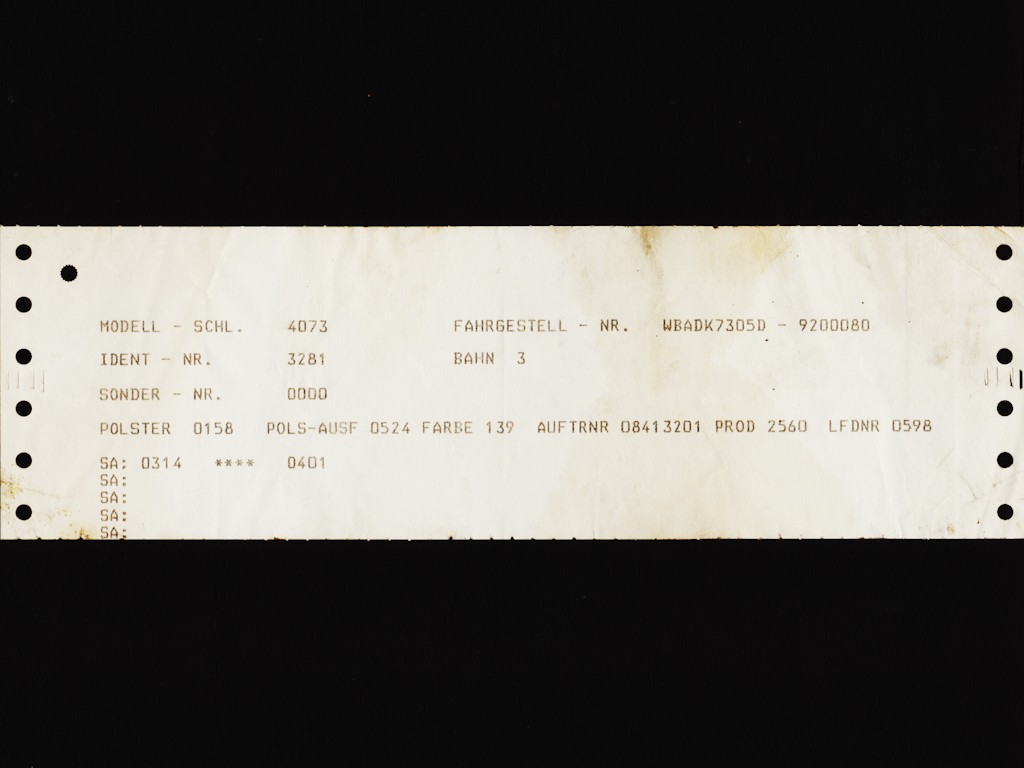 MODELL - SCHL. 4073 FAHRGESTELL - NR. WBADK7305D - 9200080
IDENT - NR. 3281 BAHN 3
SONDER - NR. 0000
POLSTER 0158 POLS-AUSF 0524 FARBE 139 AUFTRNR 08413201 PROD 2560 LFDNR 0598
SA: 0314 **** 0401
SA:
SA:
SA:
SA: